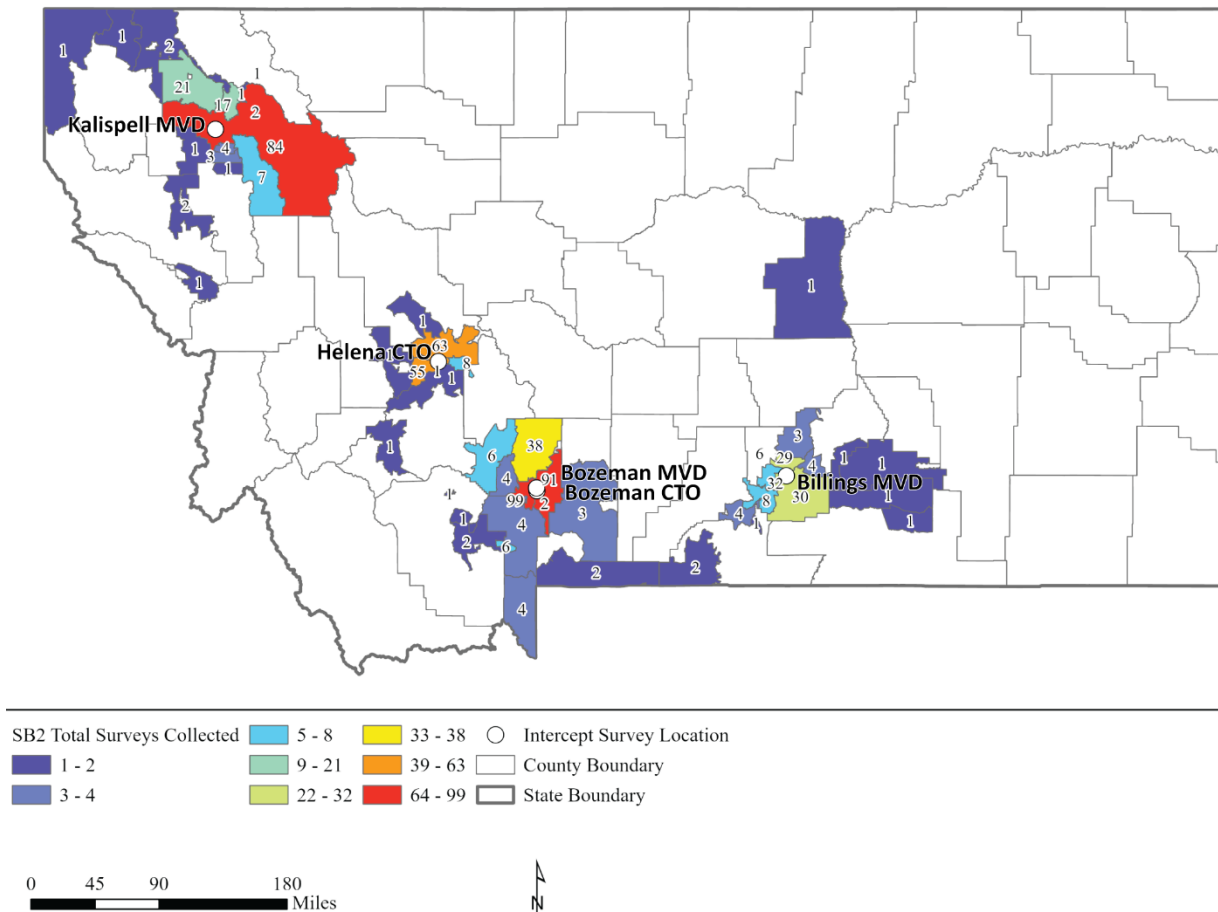 1
1
2
1
21
1
17
2
Kalispell MVD
84
1
4
3
1
7
2
1
1
1
63
Helena CTO
8
1
55
1
1
1
38
6
4
91
Bozeman MVD
Bozeman CTO
99
2
1
1
4
3
2
6
2
2
4
3
6
29
4
1
1
32
Billings MVD
30
8
1
4
1
1
SB2 Total Surveys Collected
1 - 2
3 - 4
5 - 8
9 - 21
22 - 32
33 - 38
39 - 63
64 - 99
Intercept Survey Location
County Boundary
State Boundary
0 45 90 180
Miles
N